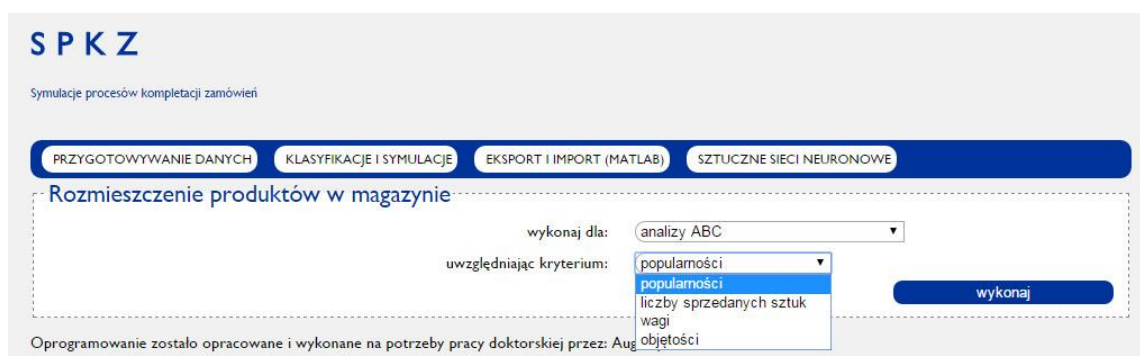 S P K Z
Symulacje procesów kompletacji zamówień
PRZYGOTOWYWANIE DANYCH KLASYFIKACJE I SYMULACJE EKSPORT I IMPORT (MATLAB) SZTUCZNE SIECI NEURONOWE
Rozmieszczenie produktów w magazynie
wykonaj dla: analizy ABC
uwzględniając kryterium: popularności
popularności
wykonaj
liczby sprzedanych sztuk
wagi
objętości
Oprogramowanie zostało opracowane i wykonane na potrzeby pracy doktorskiej przez: